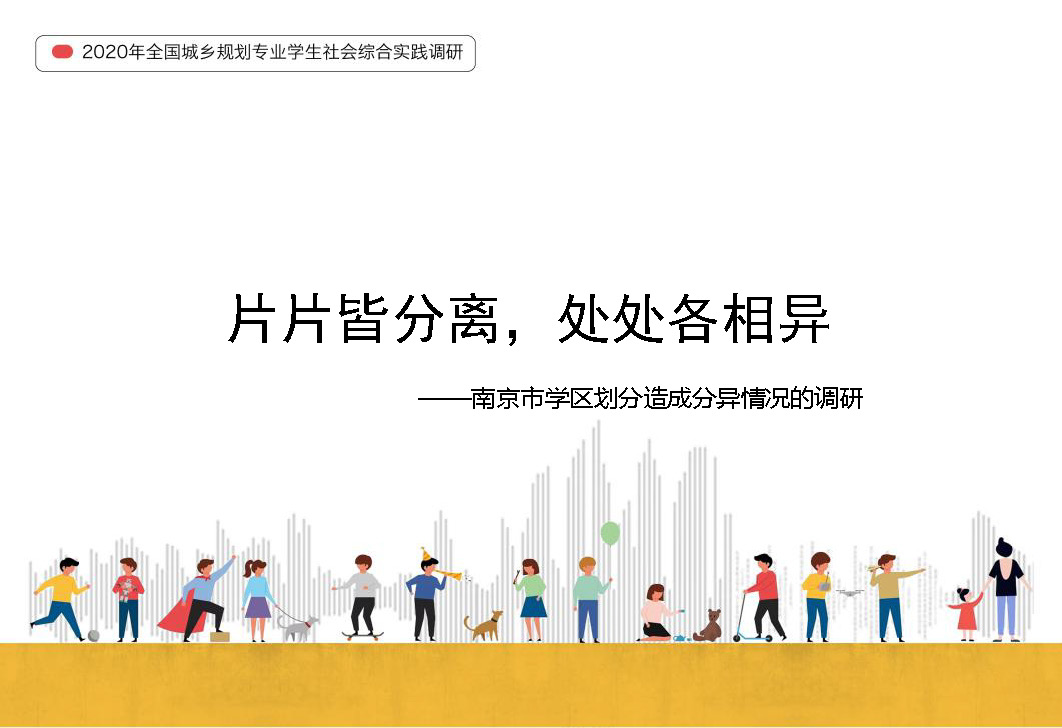 2020年全国城乡规划专业学生社会综合实践调研
片片皆分离，处处各相异
——南京市学区划分造成分异情况的调研